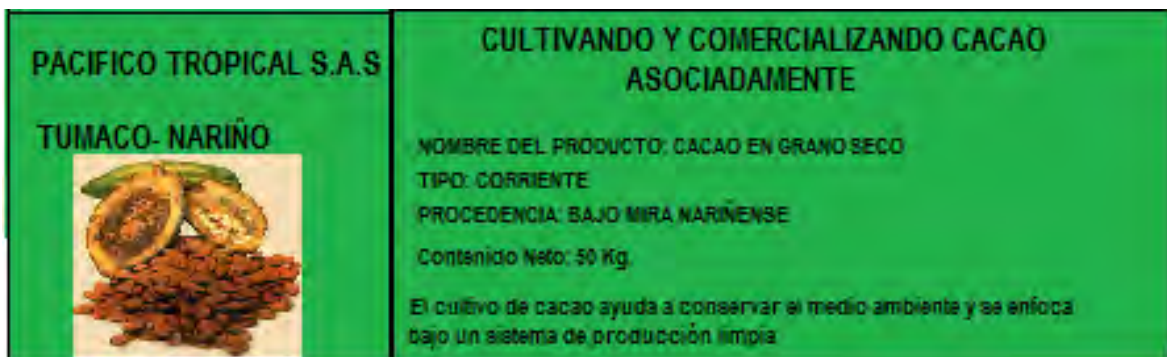 PACIFICO TROPICAL S.A.S
TUMACO- NARIÑO
CULTIVANDO Y COMERCIALIZANDO CACAO
ASOCIADAMENTE
NOMBRE DEL PRODUCTO: CACAO EN GRANO SECO
TIPO: CORRIENTE
PROCEDENCIA: BAJO MIRA NARIÑENSE
Contenido Neto: 50 Kg.
El cultivo de cacao ayuda a conservar el medio ambiente y se enfoca
bajo un sistema de producción limpia